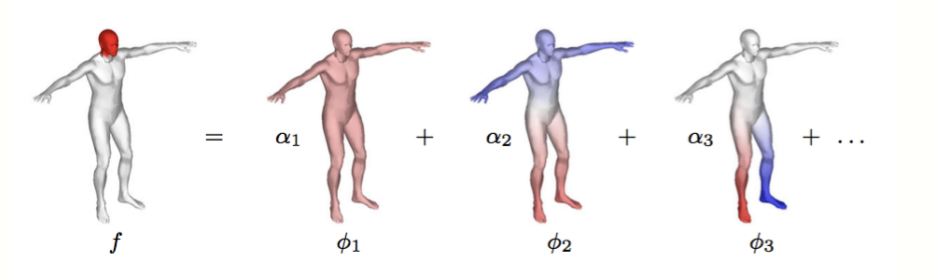 = α1 + α2 + α3 + ...
f ϕ1 ϕ2 ϕ3